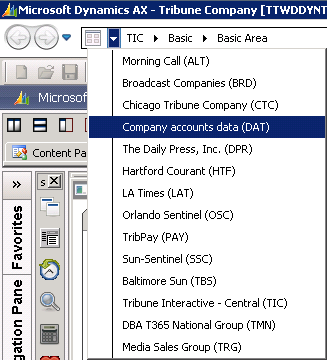 Microsoft Dynamics AX - Tribune Company [TTWDDYNT
TIC Basic Basic Area
Morning Call (ALT)
Broadcast Companies (BRD)
Chicago Tribune Company (CTC)
Company accounts data (DAT)
The Daily Press, Inc. (DPR)
Hartford Courant (HTF)
LA Times (LAT)
Orlando Sentinel (OSC)
TribPay (PAY)
Sun-Sentinel (SSC)
Baltimore Sun (TBS)
Tribune Interactive - Central (TIC)
DBA T365 National Group (TMN)
Media Sales Group (TRG)
Microso
Content Pa
s
Favorites
gation Pane